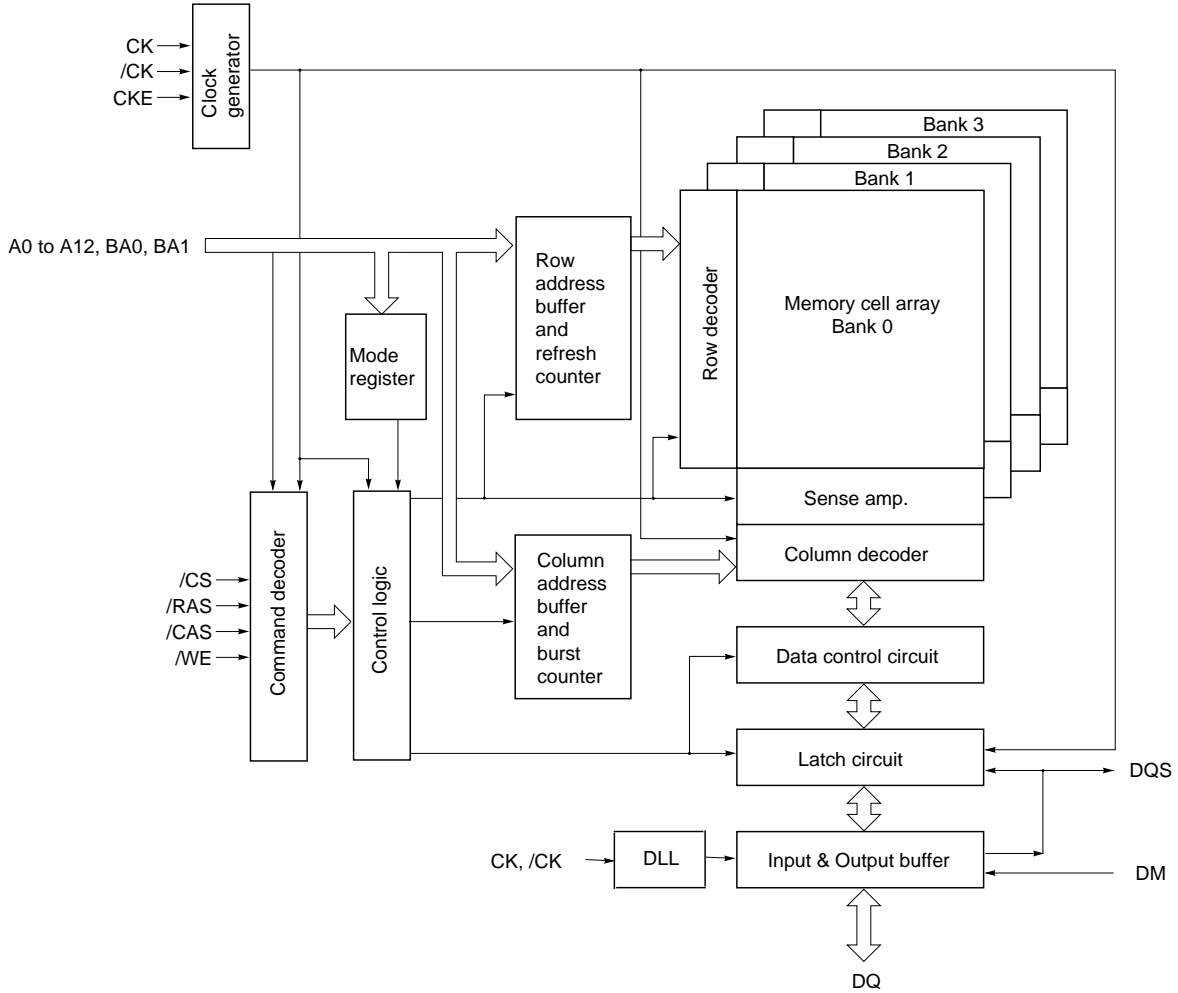 CK
/CK
CKE
Clock
generator
Bank 3
Bank 2
Bank 1
A0 to A12, BA0, BA1
Row
address
buffer
and
refresh
counter
Row decoder
Memory cell array
Bank 0
Mode
register
Sense amp.
Column decoder
Command decoder
Control logic
/CS
/RAS
/CAS
/WE
Column
address
buffer
and
burst
counter
Data control circuit
Latch circuit
DQS
CK, /CK
DLL
Input & Output buffer
DM
DQ